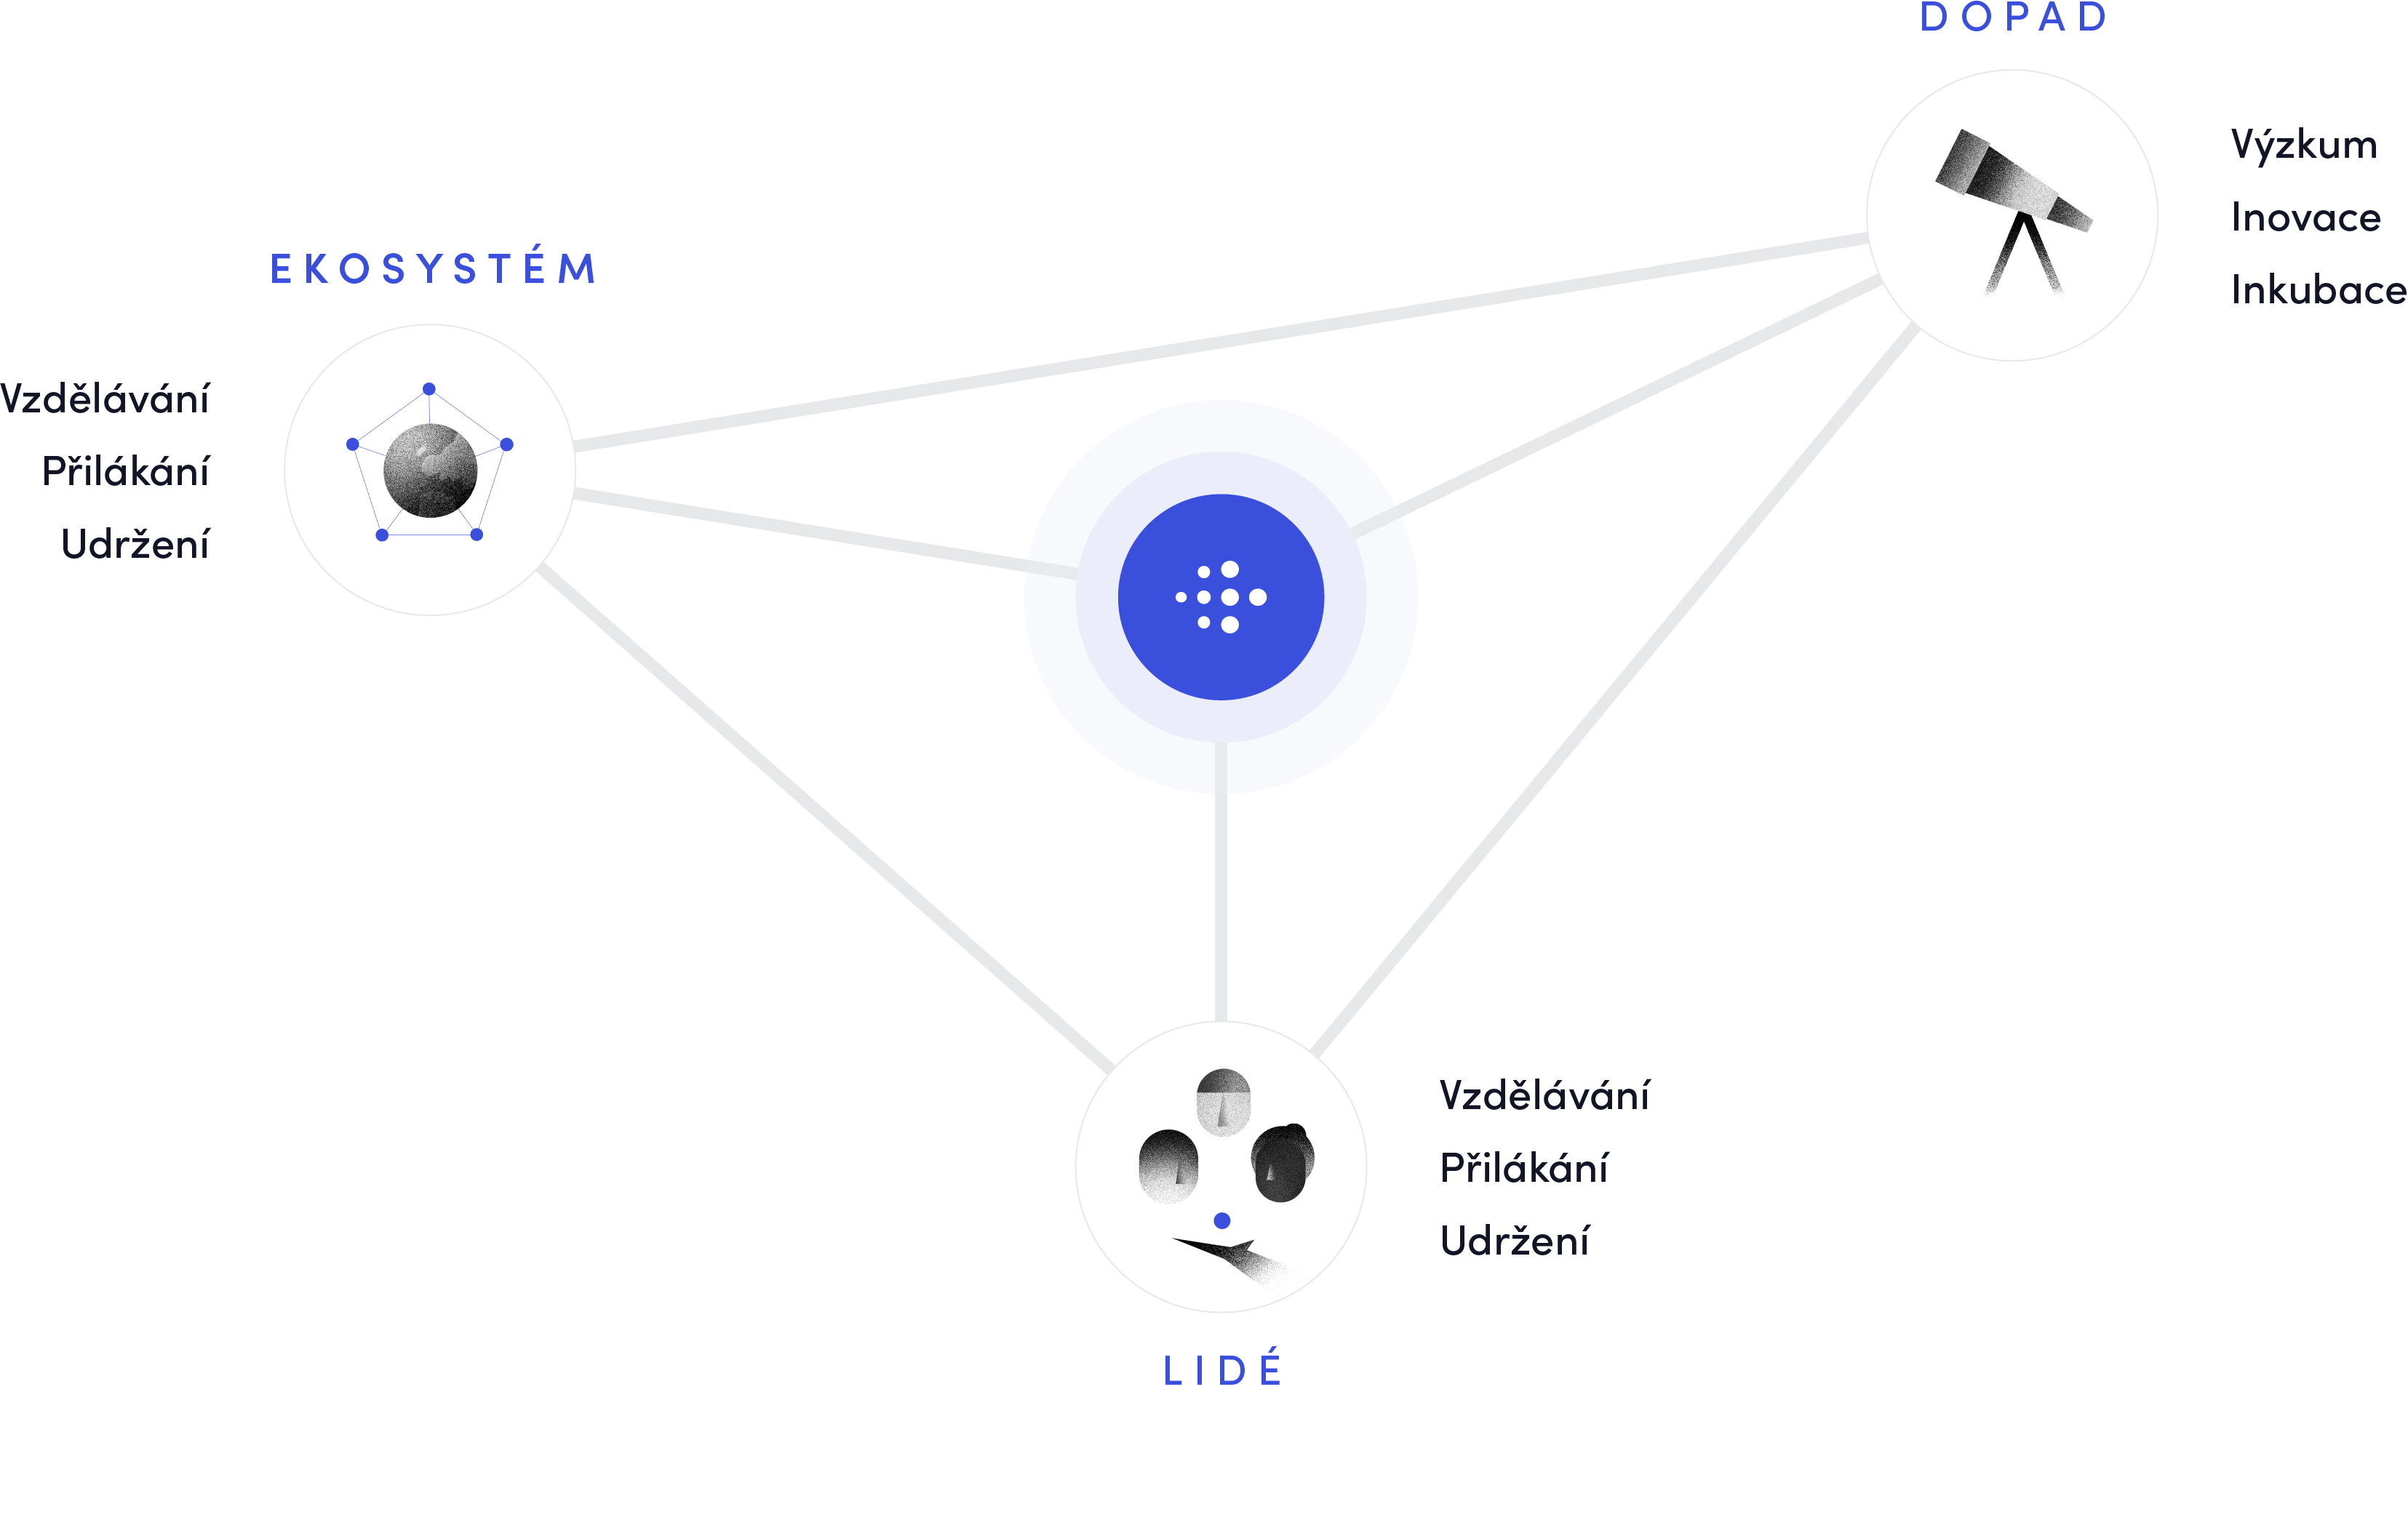 DOPAD
Výzkum
Inovace
Inkubace
EKOSYSTÉM
Vzdělávání
Přilákání
Udržení
Vzdělávání
Přilákání
Udržení
LIDÉ